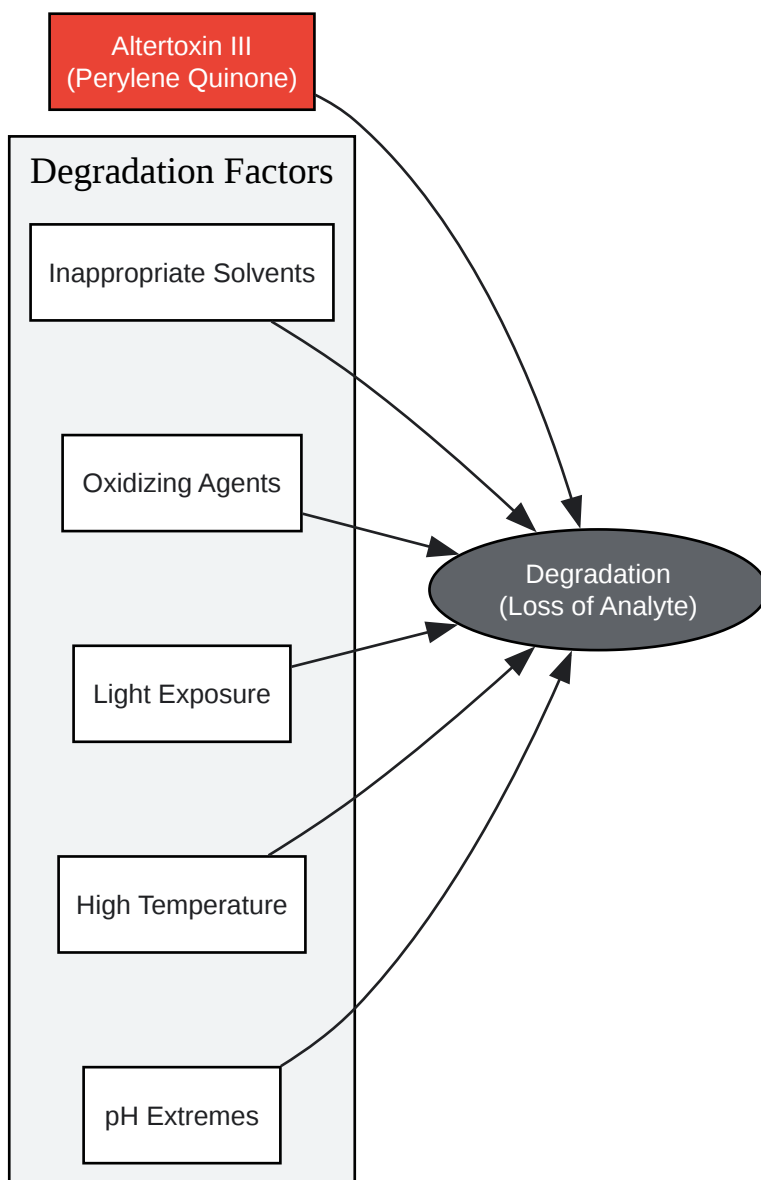 Altertoxin III
(Perylene Quinone)
Degradation Factors
Inappropriate Solvents
Oxidizing Agents
Degradation
(Loss of Analyte)
Light Exposure
High Temperature
pH Extremes